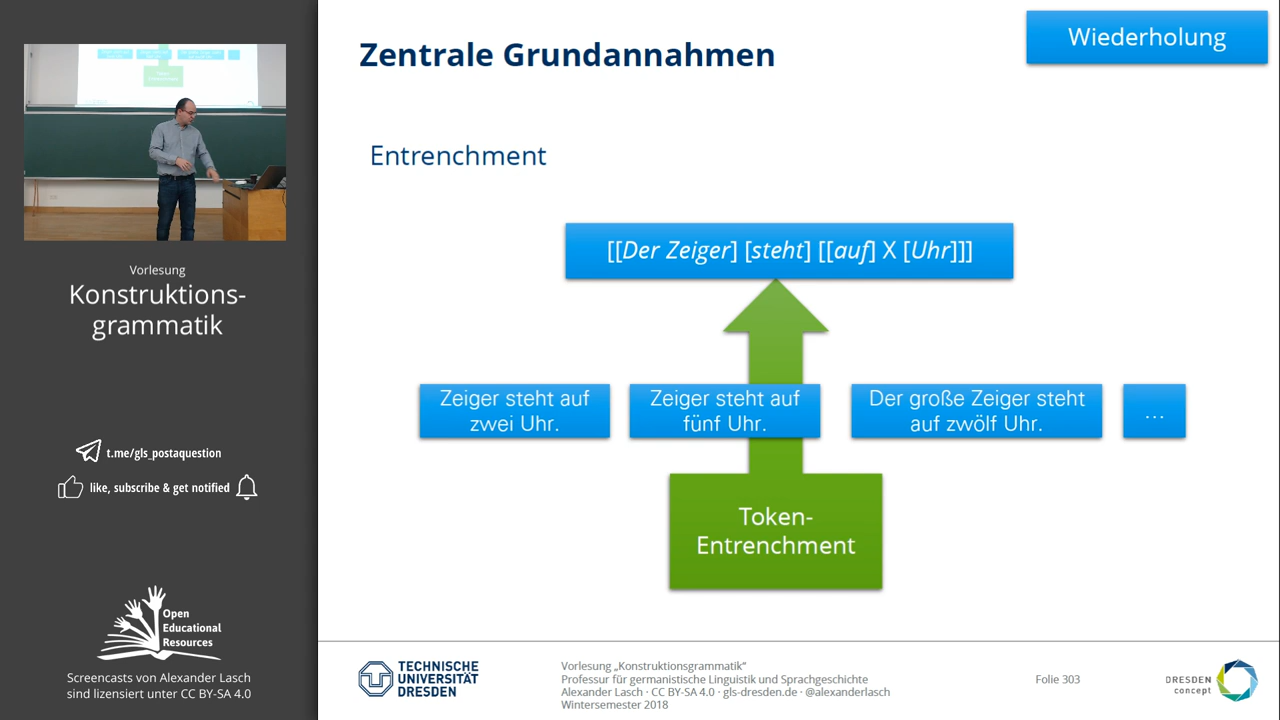 Vorlesung
Konstruktions-
grammatik
t.me/gls_postaquestion
like, subscribe & get notified
Open
Educational
Resources
Screencasts von Alexander Lasch
sind lizensiert unter CC BY-SA 4.0
Zentrale Grundannahmen
Wiederholung
Entrenchment
[[Der Zeiger] [steht] [[auf] X [Uhr]]]
Zeiger steht auf
zwei Uhr.
Zeiger steht auf
fünf Uhr.
Der große Zeiger steht
auf zwölf Uhr.
...
Token-
Entrenchment
TECHNISCHE
UNIVERSITÄT
DRESDEN
Vorlesung „Konstruktionsgrammatik“
Professur für germanistische Linguistik und Sprachgeschichte
Alexander Lasch · CC BY-SA 4.0 · gls-dresden.de · @alexanderlasch
Wintersemester 2018
Folie 303
DRESDEN
concept